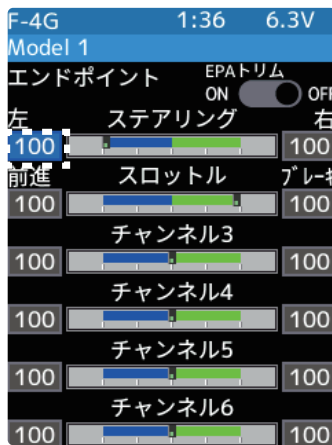 F-4G 1:36 6.3V
Model 1
エンドポイント EPAトリム
ON OFF
左 ステアリング 右
100 100
前進 スロットル ブレーキ
100 100
チャンネル3
100 100
チャンネル4
100 100
チャンネル5
100 100
チャンネル6
100 100